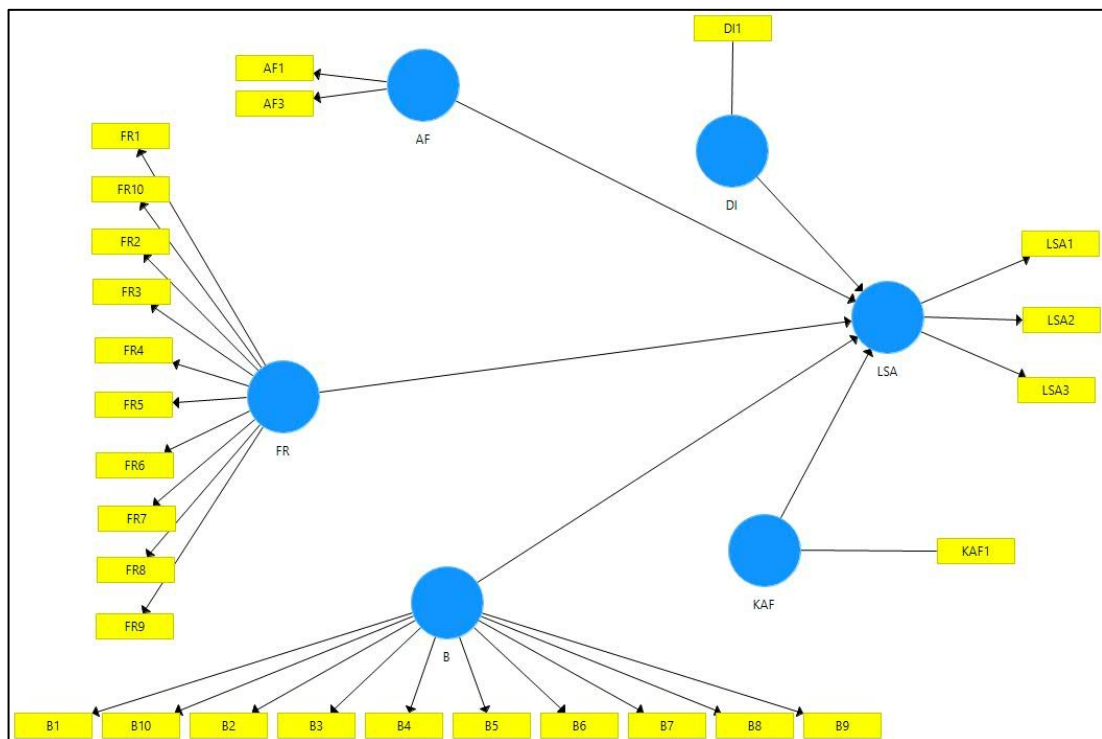 DI1
AF1
AF3
AF
FR1
FR10
FR2
FR3
FR4
FR5
FR6
FR7
FR8
FR9
FR
DI
LSA1
LSA2
LSA3
LSA
KAF1
KAF
B
B1
B10
B2
B3
B4
B5
B6
B7
B8
B9